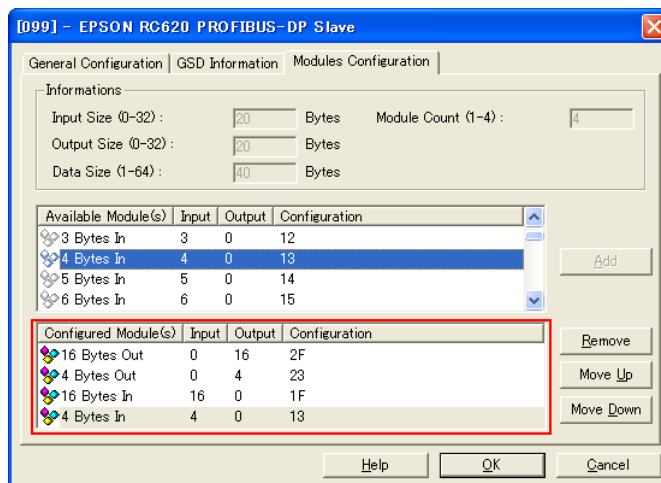 [099] - EPSON RC620 PROFIBUS-DP Slave
General Configuration GSD Information Modules Configuration
Informations
Input Size (0-32) : 20 Bytes Module Count (1-4) : 4
Output Size (0-32) : 20 Bytes
Data Size (1-64) : 40 Bytes
Available Module(s) Input Output Configuration
3 Bytes In 3 0 12
4 Bytes In 4 0 13
5 Bytes In 5 0 14
6 Bytes In 6 0 15
Add
Configured Module(s) Input Output Configuration
16 Bytes Out 0 16 2F
4 Bytes Out 0 4 23
16 Bytes In 16 0 1F
4 Bytes In 4 0 13
Remove
Move Up
Move Down
Help OK Cancel